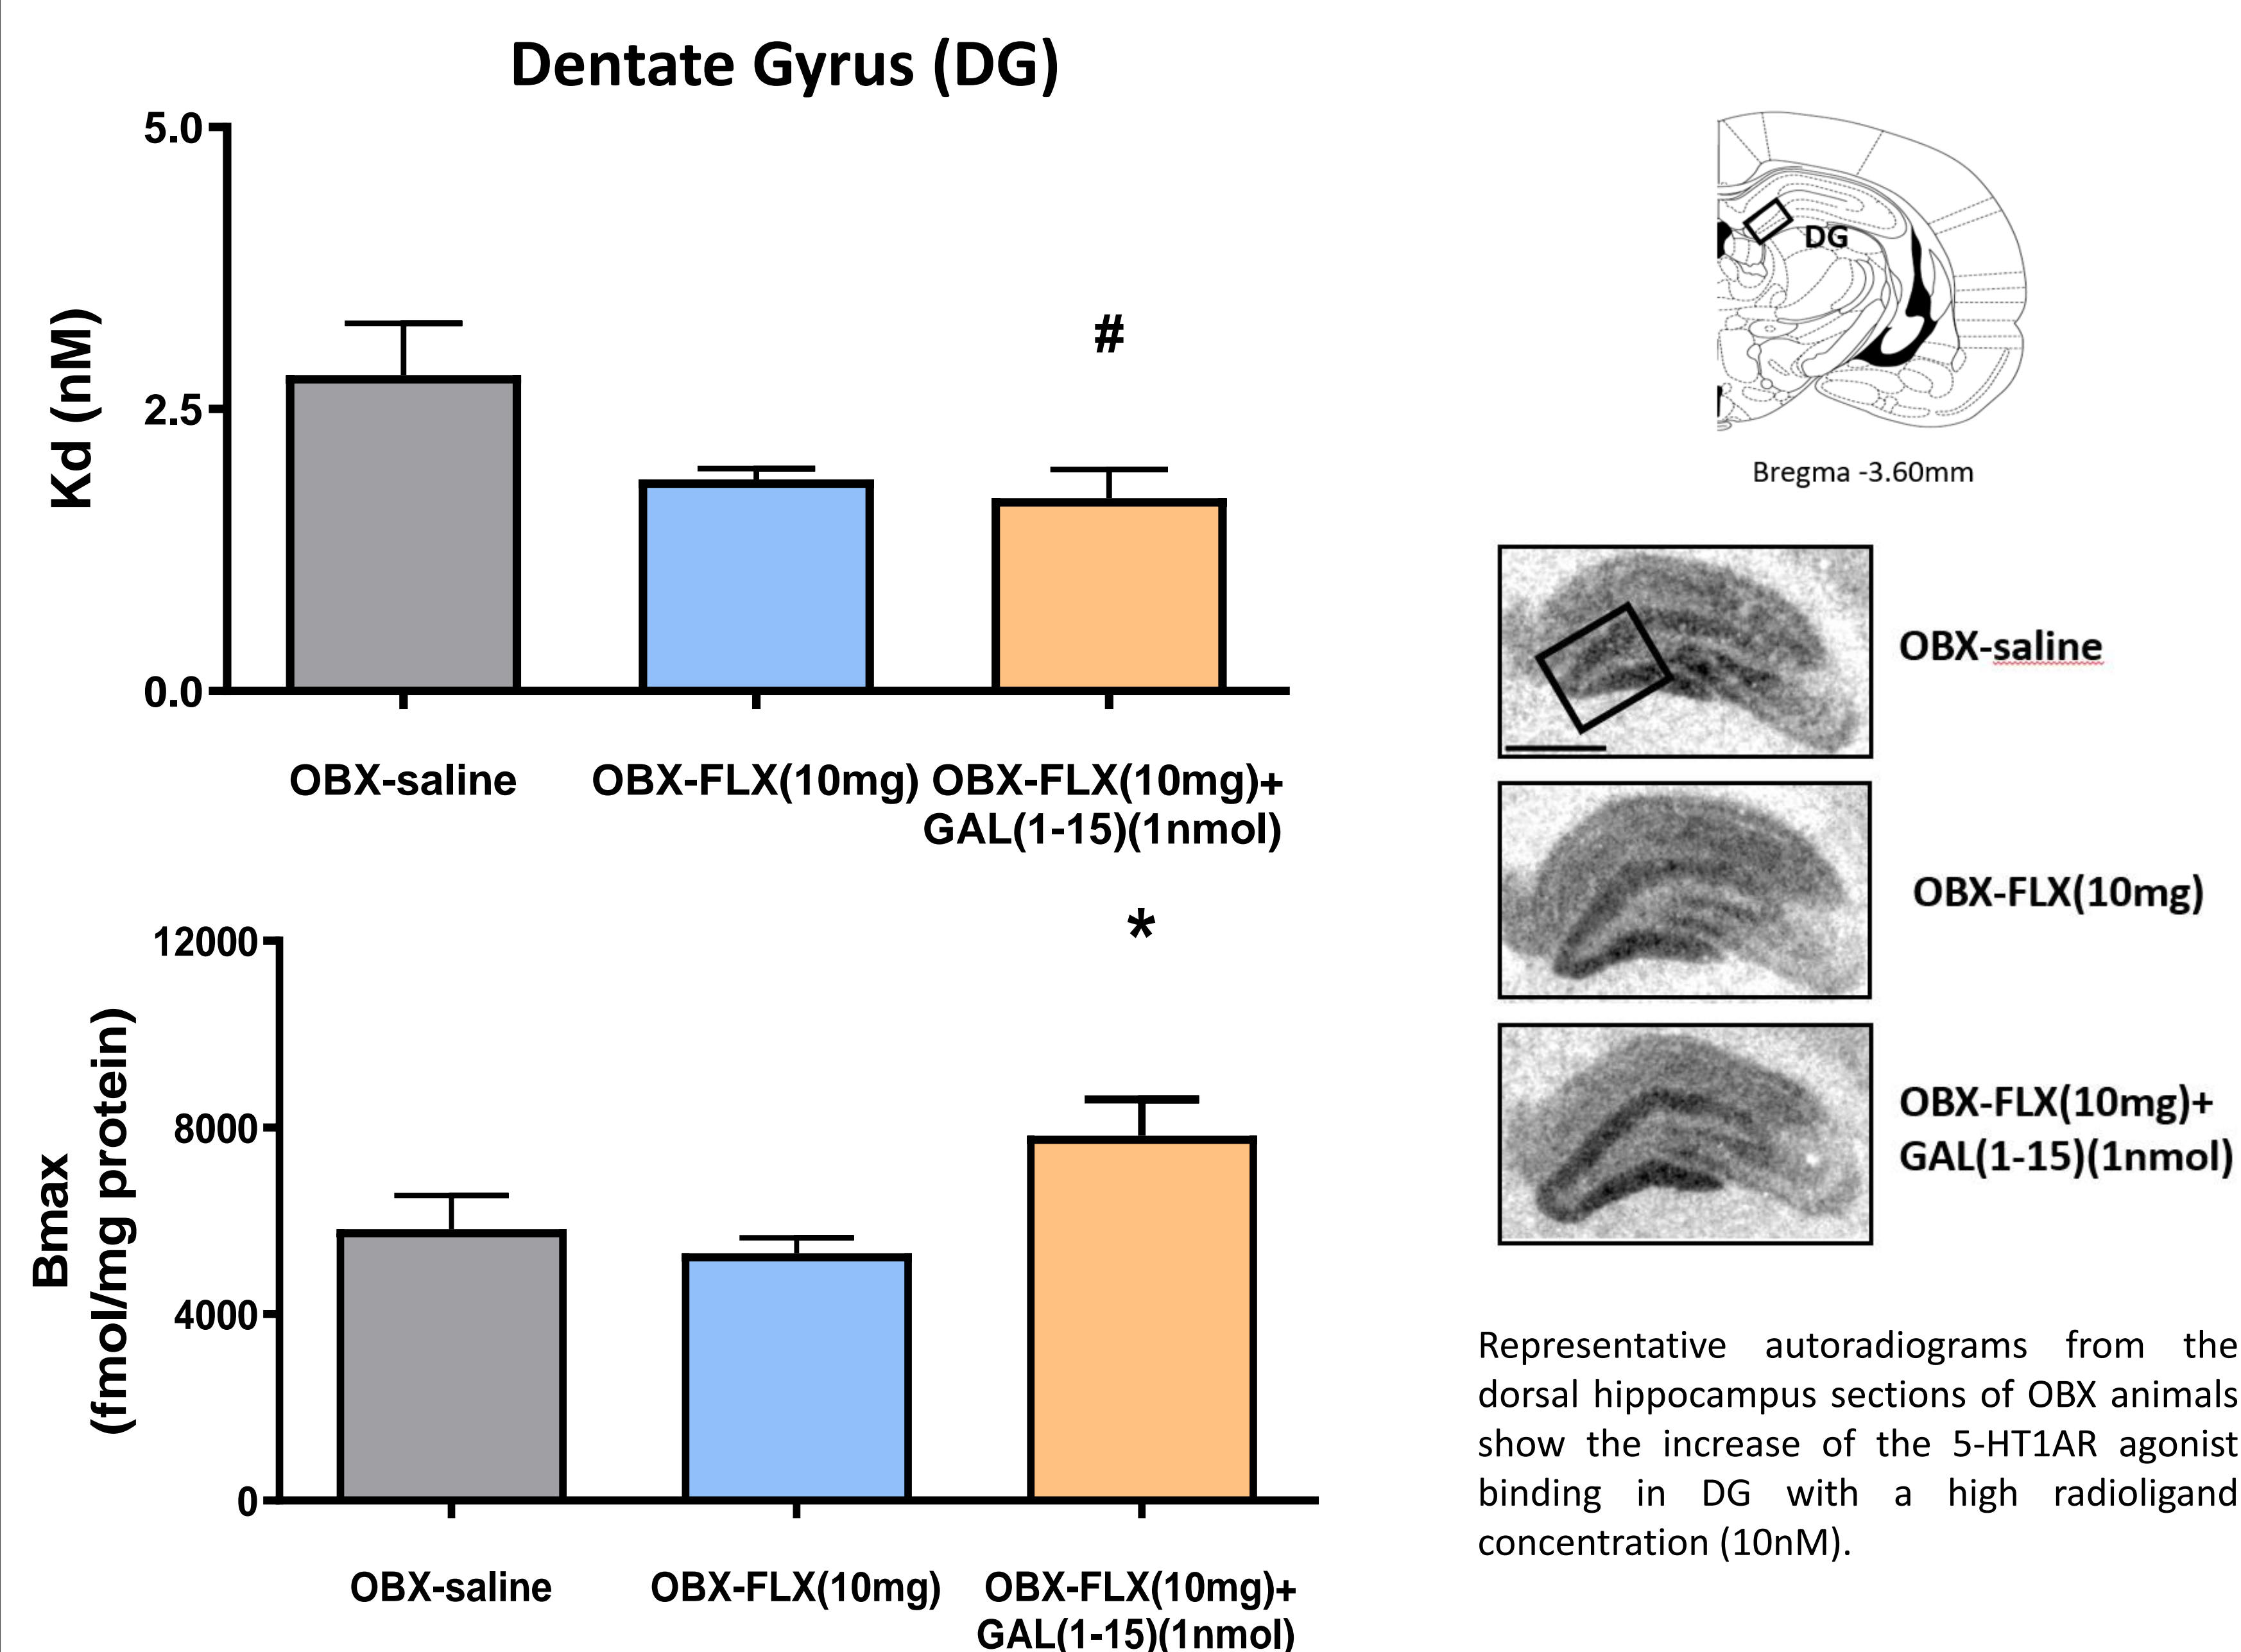 Dentate Gyrus (DG)
Kd (nM)
5.0
2.5
0.0
#
OBX-saline
OBX-FLX(10mg)
OBX-FLX(10mg)+
GAL(1-15)(1nmol)
Bmax
(fmol/mg protein)
12000
8000
4000
0
*
OBX-saline
OBX-FLX(10mg)
OBX-FLX(10mg)+
GAL(1-15)(1nmol)
DG
Bregma -3.60mm
OBX-saline
OBX-FLX(10mg)
OBX-FLX(10mg)+
GAL(1-15)(1nmol)
Representative autoradiograms from the
dorsal hippocampus sections of OBX animals
show the increase of the 5-HT1AR agonist
binding in DG with a high radioligand
concentration (10nM).